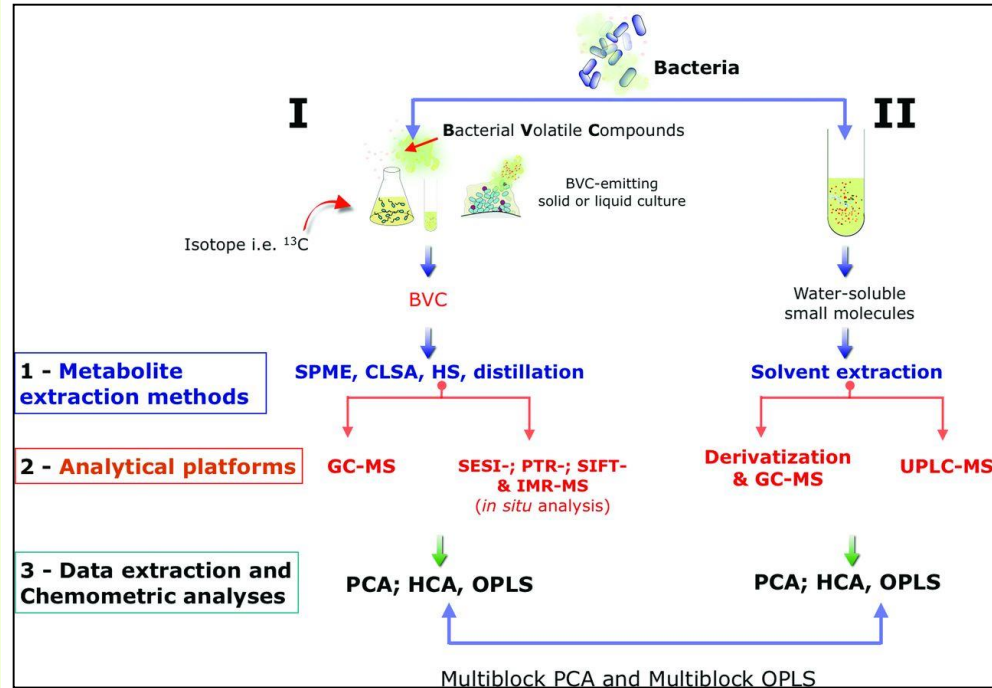 Bacteria
I
II
Bacterial Volatile Compounds
BVC-emitting
solid or liquid culture
Isotope i.e. ¹³C
BVC
Water-soluble
small molecules
1 - Metabolite
extraction methods
SPME, CLSA, HS, distillation
Solvent extraction
2 - Analytical platforms
GC-MS
SESI-; PTR-; SIFT-
& IMR-MS
(in situ analysis)
Derivatization
& GC-MS
UPLC-MS
3 - Data extraction and
Chemometric analyses
PCA; HCA, OPLS
PCA; HCA, OPLS
Multiblock PCA and Multiblock OPLS